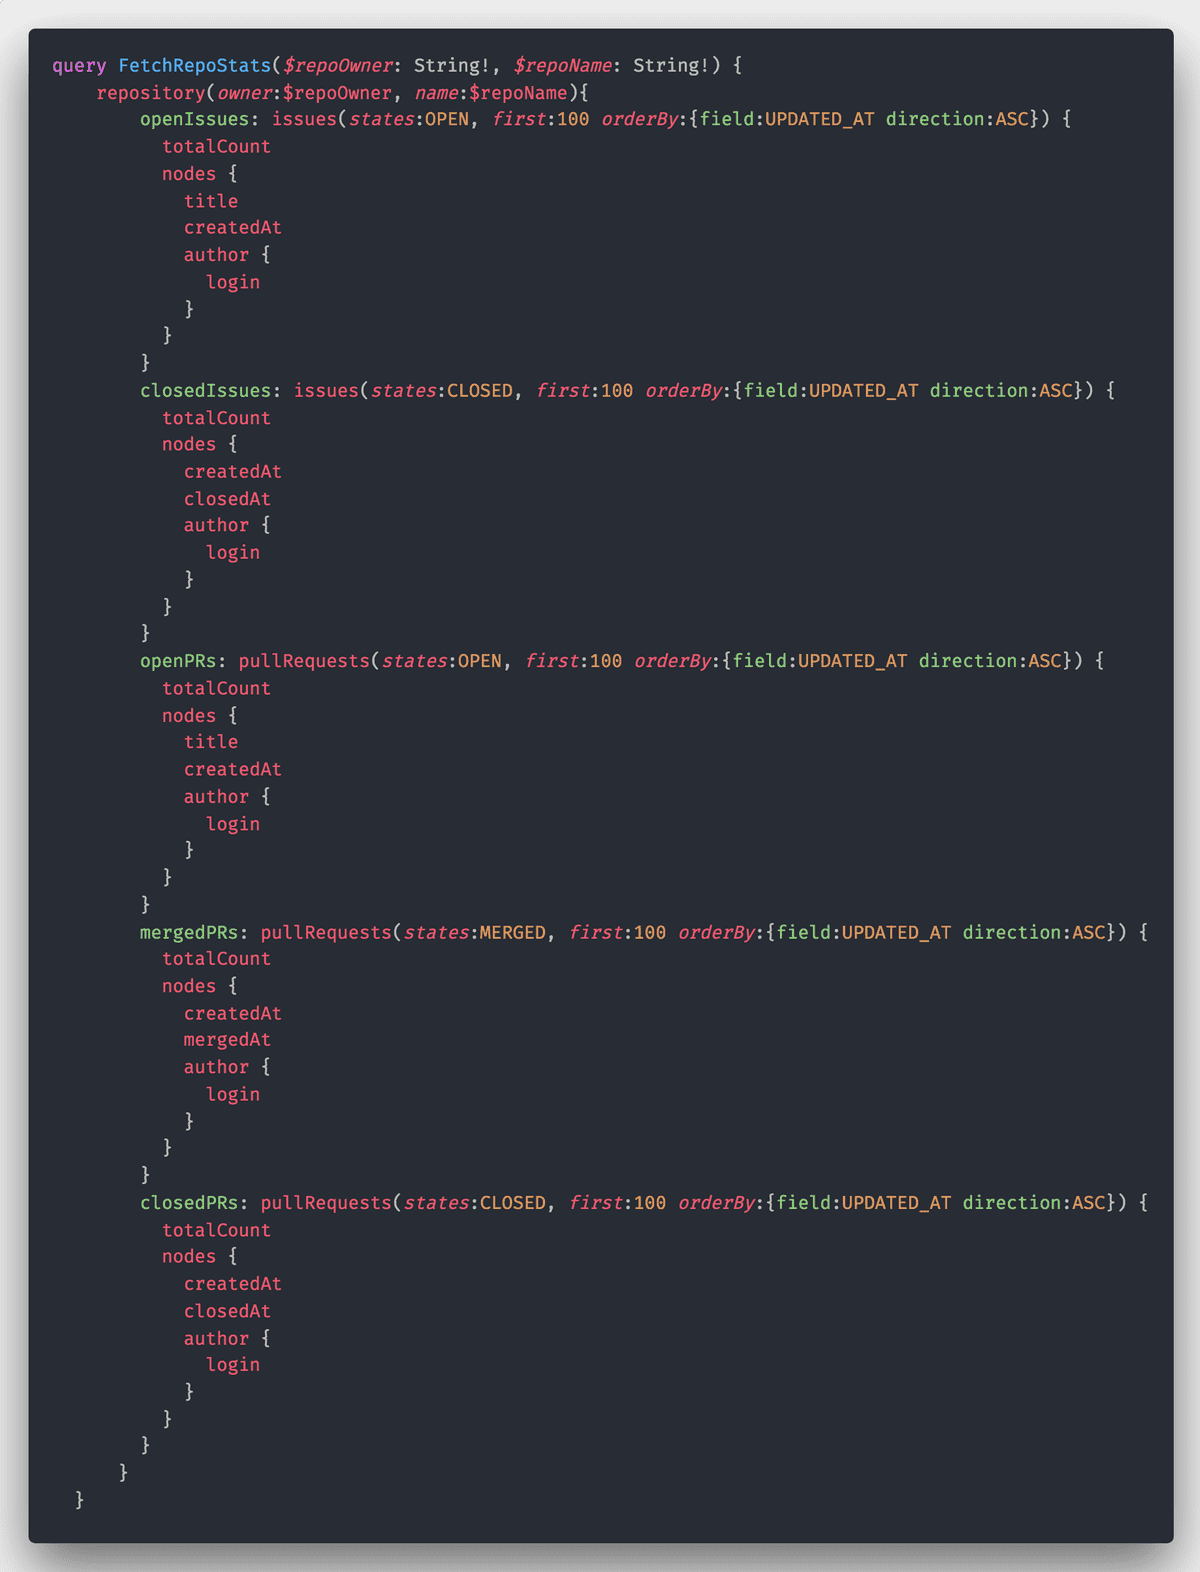 query FetchRepoStats($repoOwner: String!, $repoName: String!) {
    repository(owner:$repoOwner, name:$repoName){
        openIssues: issues(states:OPEN, first:100 orderBy:{field:UPDATED_AT direction:ASC}) {
          totalCount
          nodes {
            title
            createdAt
            author {
              login
            }
          }
        }
        closedIssues: issues(states:CLOSED, first:100 orderBy:{field:UPDATED_AT direction:ASC}) {
          totalCount
          nodes {
            createdAt
            closedAt
            author {
              login
            }
          }
        }
        openPRs: pullRequests(states:OPEN, first:100 orderBy:{field:UPDATED_AT direction:ASC}) {
          totalCount
          nodes {
            title
            createdAt
            author {
              login
            }
          }
        }
        mergedPRs: pullRequests(states:MERGED, first:100 orderBy:{field:UPDATED_AT direction:ASC}) {
          totalCount
          nodes {
            createdAt
            mergedAt
            author {
              login
            }
          }
        }
        closedPRs: pullRequests(states:CLOSED, first:100 orderBy:{field:UPDATED_AT direction:ASC}) {
          totalCount
          nodes {
            createdAt
            closedAt
            author {
              login
            }
          }
        }
      }
  }